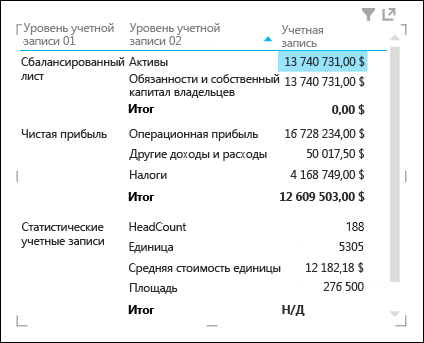 Уровень учетной записи 01 Уровень учетной записи 02 Учетная запись
Сбалансированный лист Активы 13 740 731,00 $
Обязанности и собственный капитал владельцев 13 740 731,00 $
Итог 0,00 $
Чистая прибыль Операционная прибыль 16 728 234,00 $
Другие доходы и расходы 50 017,50 $
Налоги 4 168 749,00 $
Итог 12 609 503,00 $
Статистические учетные записи HeadCount 188
Единица 5305
Средняя стоимость единицы 12 182,18 $
Площадь 276 500
Итог Н/Д